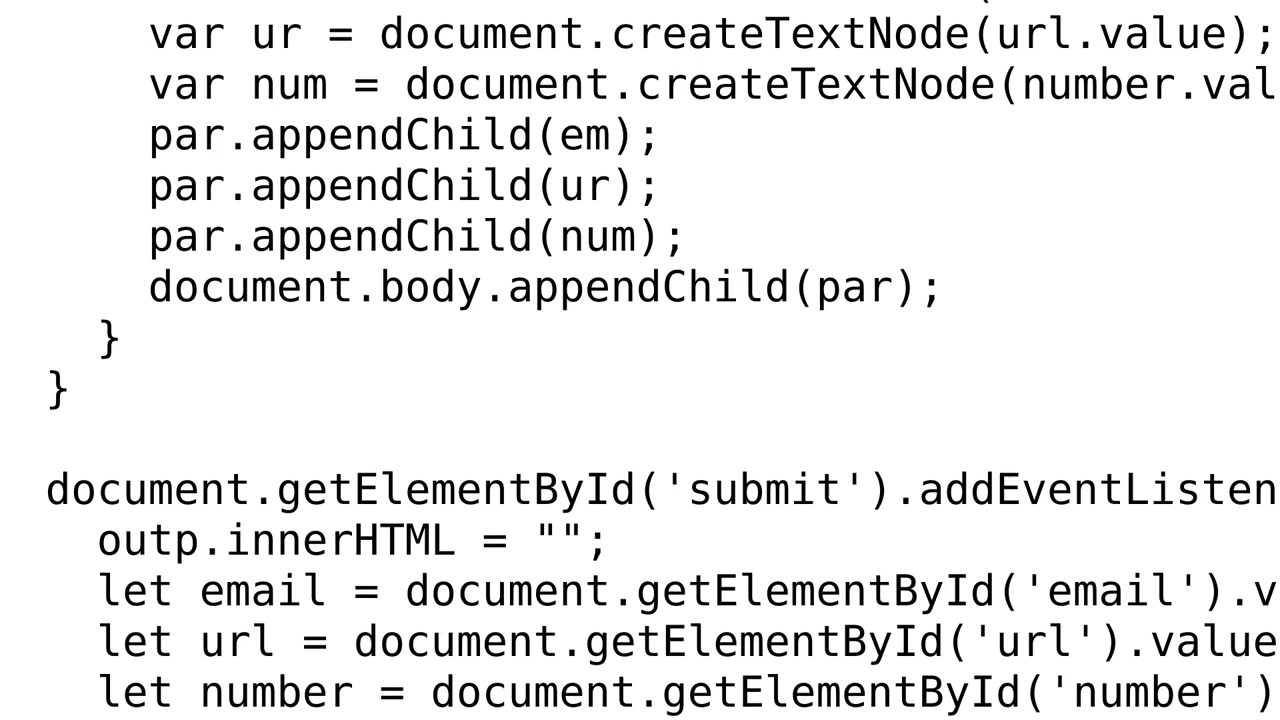 var ur = document.createTextNode(url.value);
var num = document.createTextNode(number.val
par.appendChild(em);
par.appendChild(ur);
par.appendChild(num);
document.body.appendChild(par);
}
}
document.getElementById('submit').addEventListen
outp.innerHTML = "";
let email = document.getElementById('email').v
let url = document.getElementById('url').value
let number = document.getElementById('number')